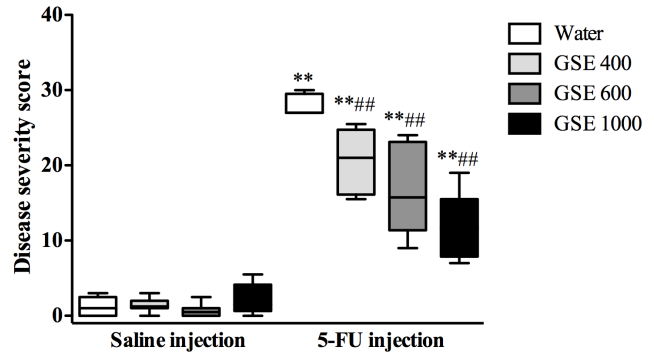 Disease severity score
40
30
20
10
0
**
**##
**##
**##
Saline injection
5-FU injection
Water
GSE 400
GSE 600
GSE 1000